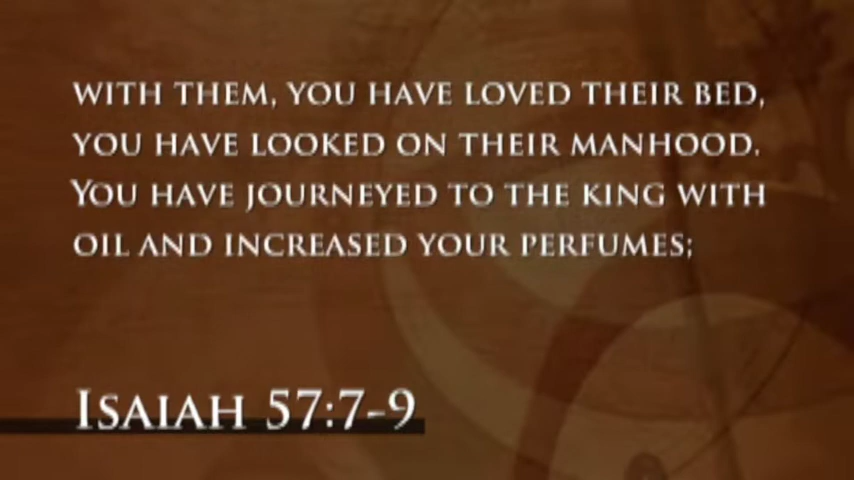 WITH THEM, YOU HAVE LOVED THEIR BED,
YOU HAVE LOOKED ON THEIR MANHOOD.
YOU HAVE JOURNEYED TO THE KING WITH
OIL AND INCREASED YOUR PERFUMES;
ISAIAH 57:7-9